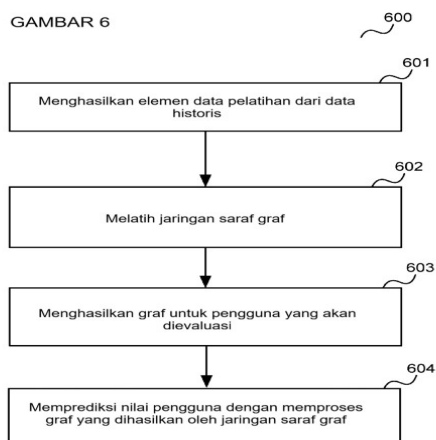 GAMBAR 6
600
601
Menghasilkan elemen data pelatihan dari data
historis
602
Melatih jaringan saraf graf
603
Menghasilkan graf untuk pengguna yang akan
dievaluasi
604
Memprediksi nilai pengguna dengan memproses
graf yang dihasilkan oleh jaringan saraf graf